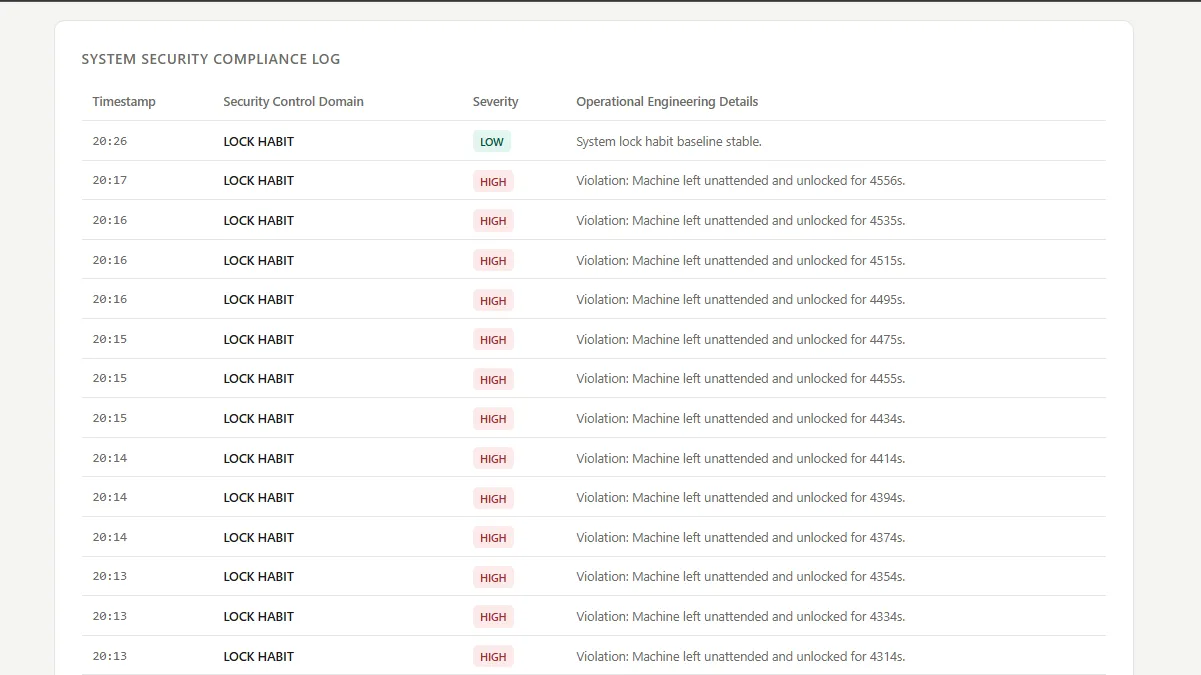 SYSTEM SECURITY COMPLIANCE LOG
Timestamp Security Control Domain Severity Operational Engineering Details
20:26 LOCK HABIT LOW System lock habit baseline stable.
20:17 LOCK HABIT HIGH Violation: Machine left unattended and unlocked for 4556s.
20:16 LOCK HABIT HIGH Violation: Machine left unattended and unlocked for 4535s.
20:16 LOCK HABIT HIGH Violation: Machine left unattended and unlocked for 4515s.
20:16 LOCK HABIT HIGH Violation: Machine left unattended and unlocked for 4495s.
20:15 LOCK HABIT HIGH Violation: Machine left unattended and unlocked for 4475s.
20:15 LOCK HABIT HIGH Violation: Machine left unattended and unlocked for 4455s.
20:15 LOCK HABIT HIGH Violation: Machine left unattended and unlocked for 4434s.
20:14 LOCK HABIT HIGH Violation: Machine left unattended and unlocked for 4414s.
20:14 LOCK HABIT HIGH Violation: Machine left unattended and unlocked for 4394s.
20:14 LOCK HABIT HIGH Violation: Machine left unattended and unlocked for 4374s.
20:13 LOCK HABIT HIGH Violation: Machine left unattended and unlocked for 4354s.
20:13 LOCK HABIT HIGH Violation: Machine left unattended and unlocked for 4334s.
20:13 LOCK HABIT HIGH Violation: Machine left unattended and unlocked for 4314s.